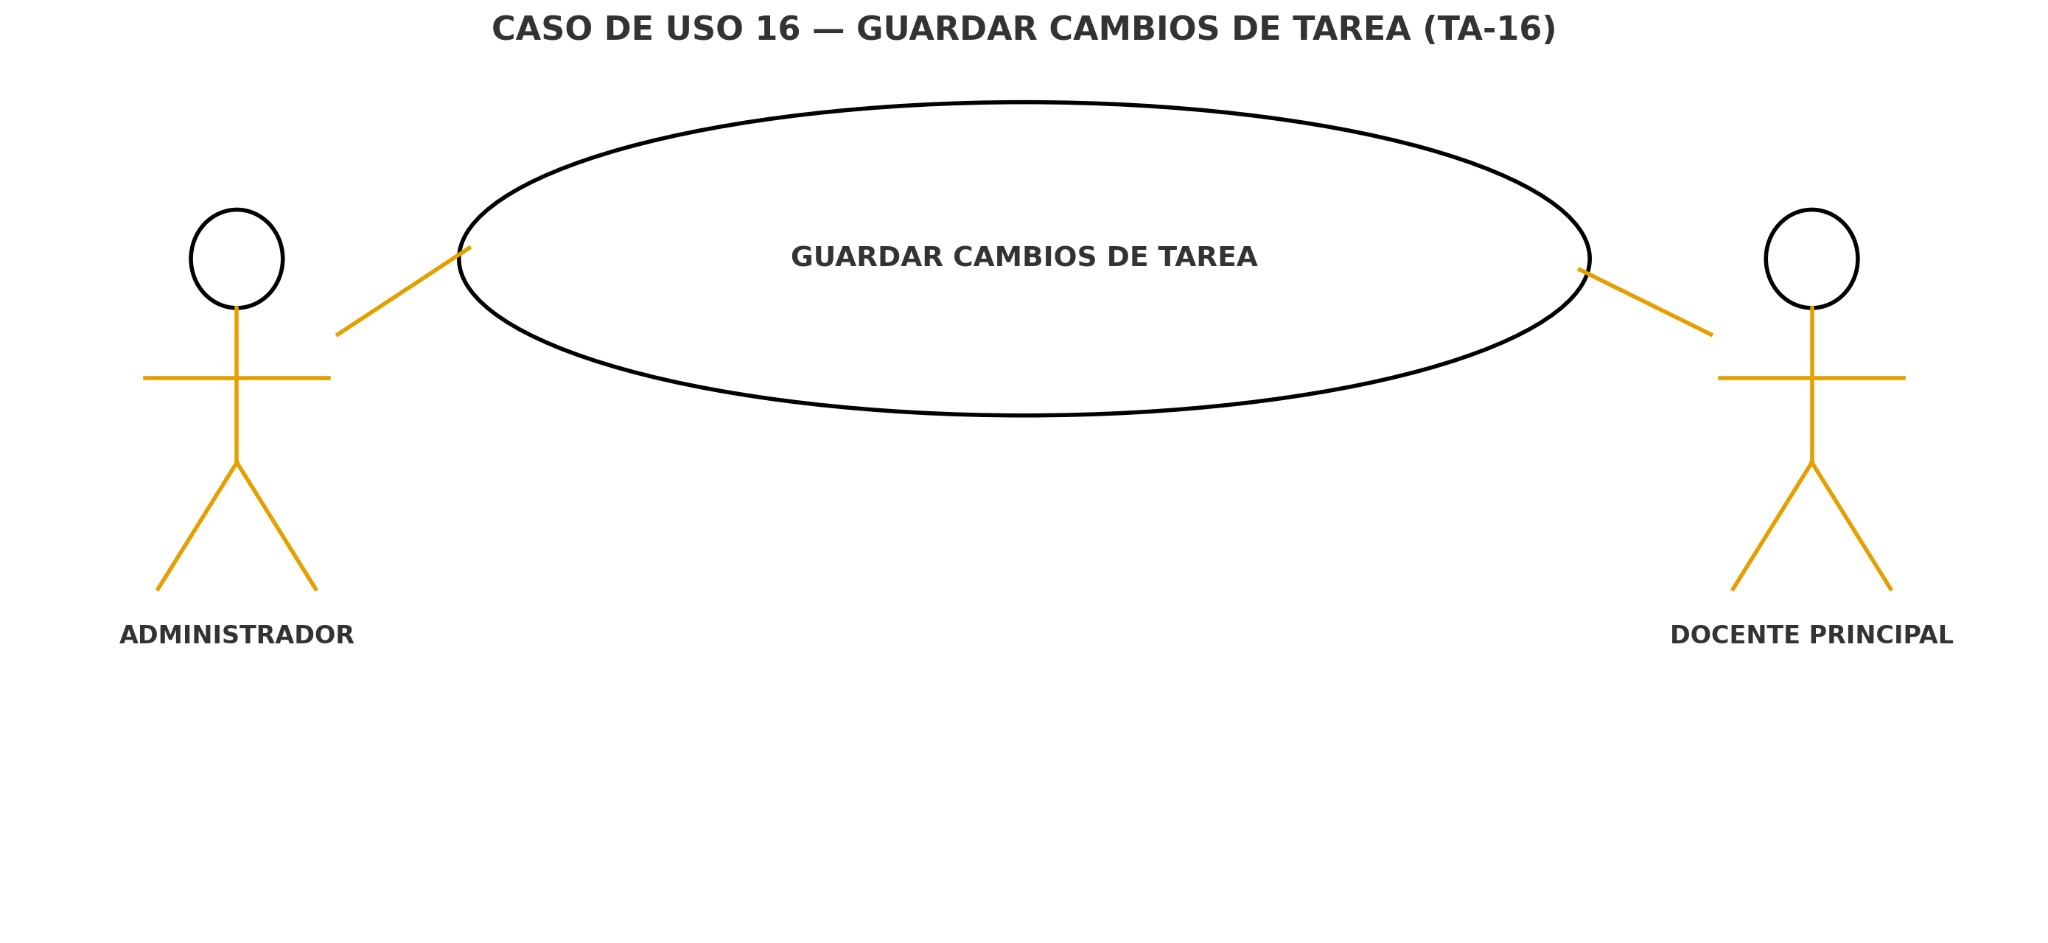 CASO DE USO 16 — GUARDAR CAMBIOS DE TAREA (TA-16)
GUARDAR CAMBIOS DE TAREA
ADMINISTRADOR
DOCENTE PRINCIPAL